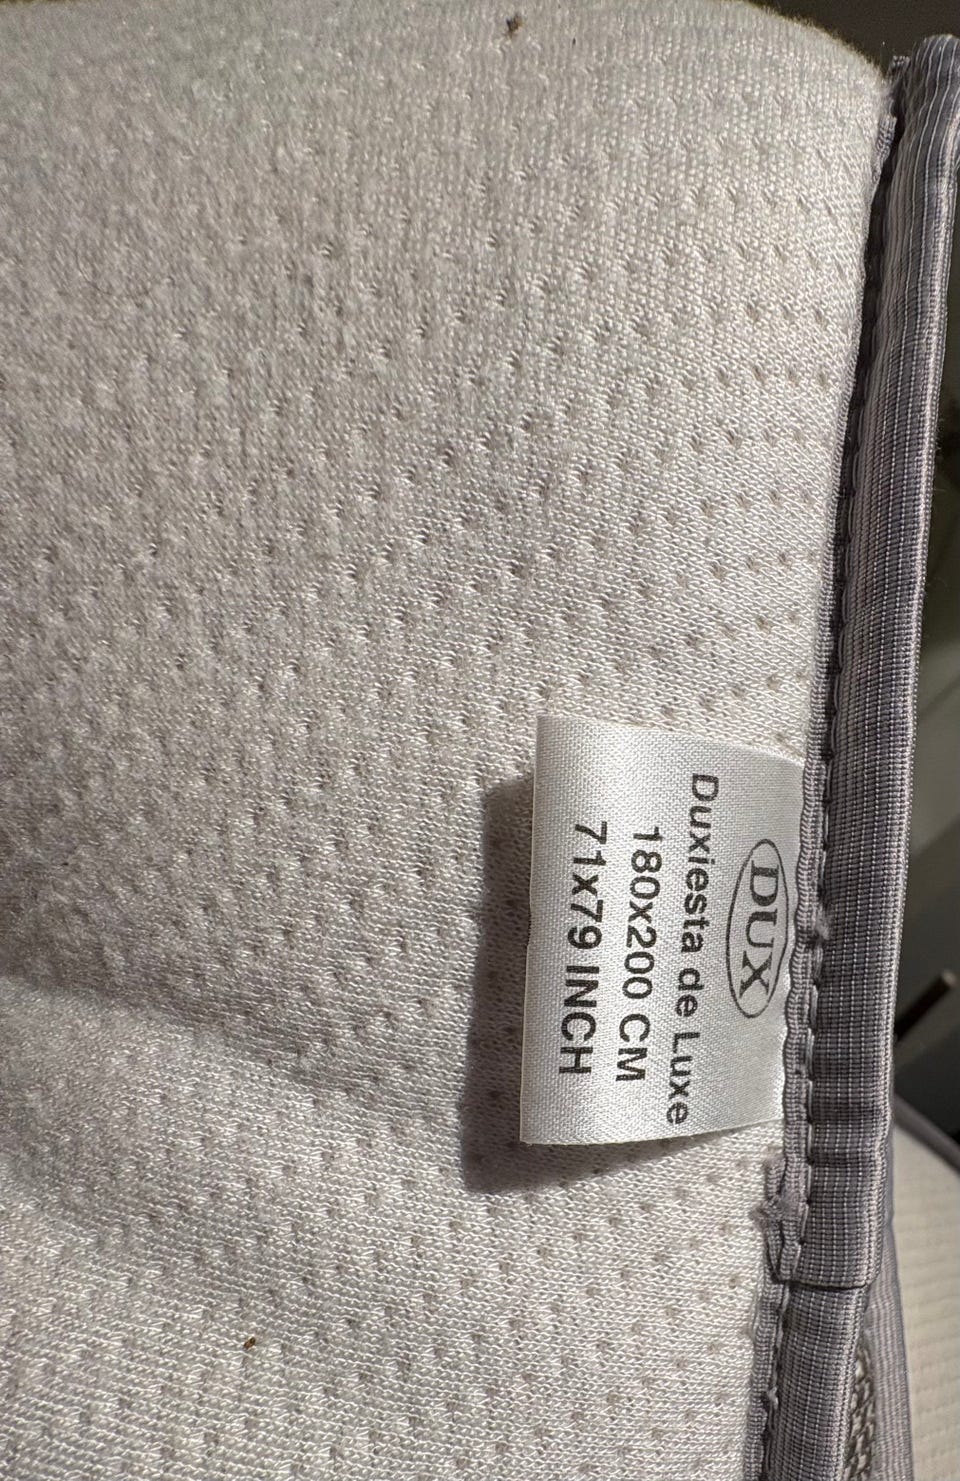 DUX
Duxiesta de Luxe
180x200 CM
71x79 INCH